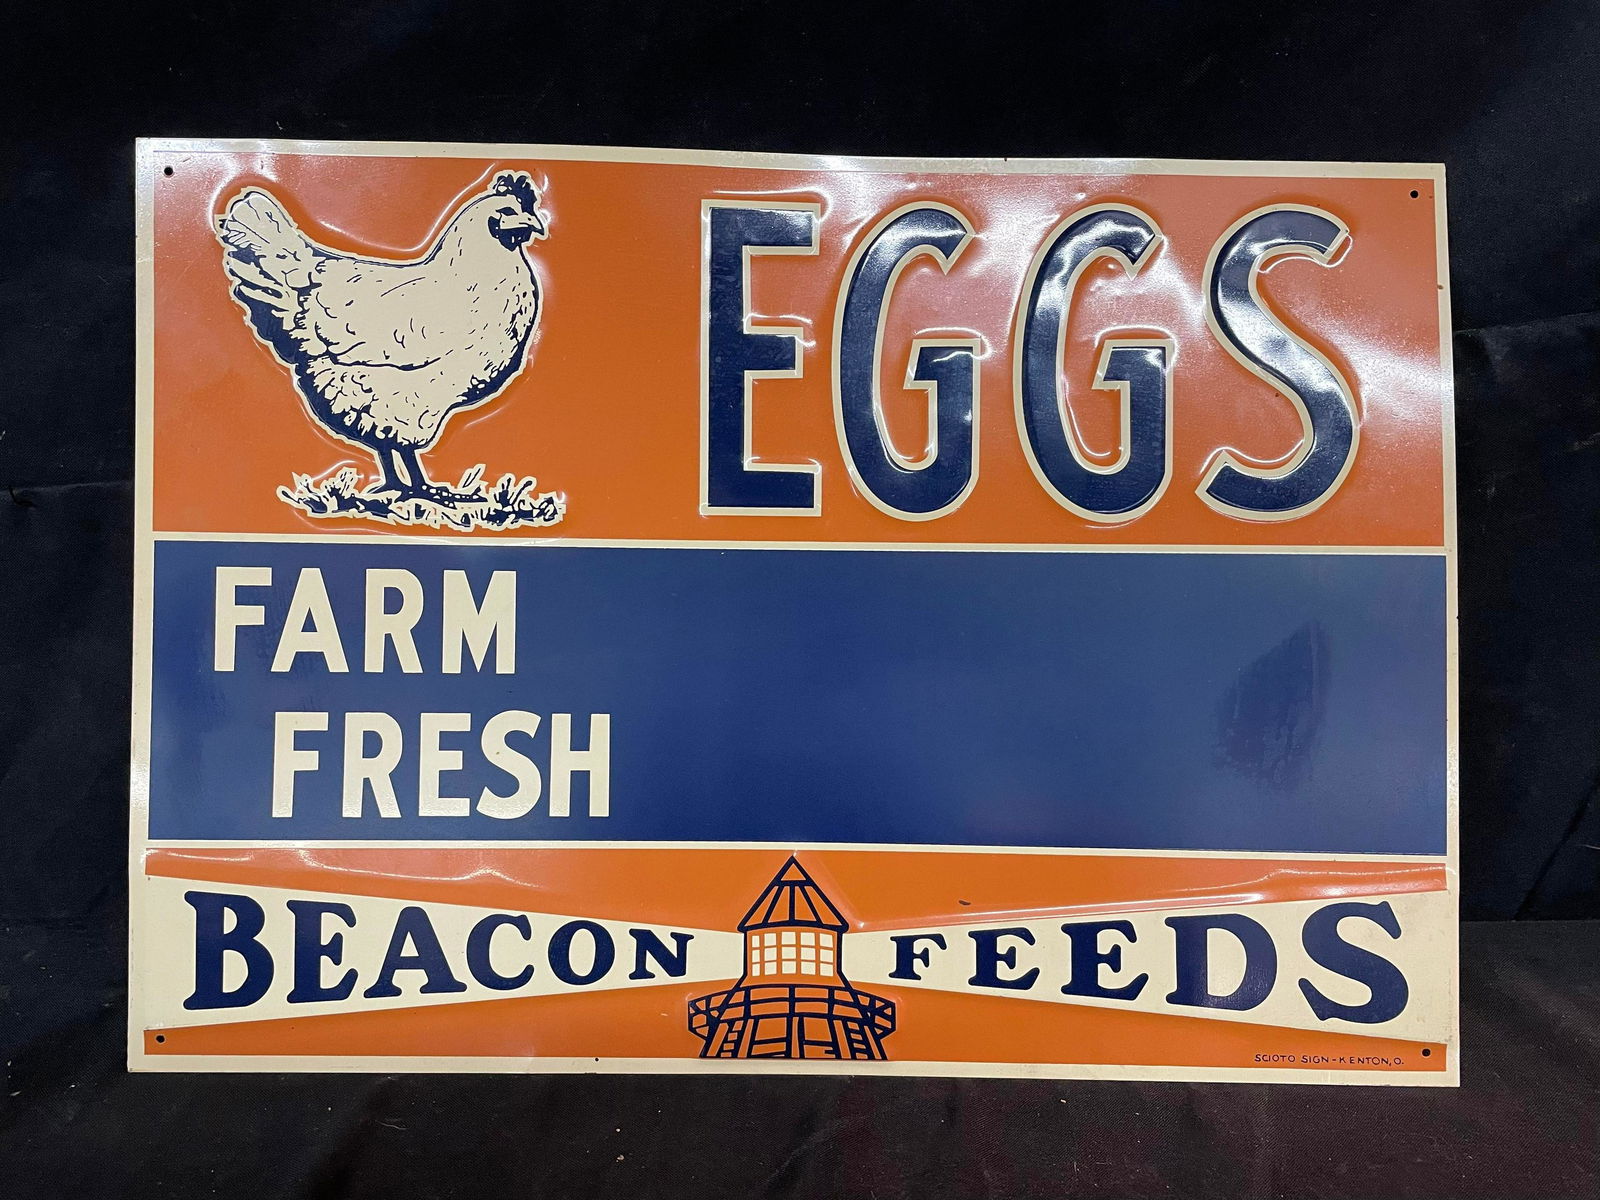 EGGS
FARM
FRESH
BEACON FEEDS
SCIOTO SIGN-KENTON, O.